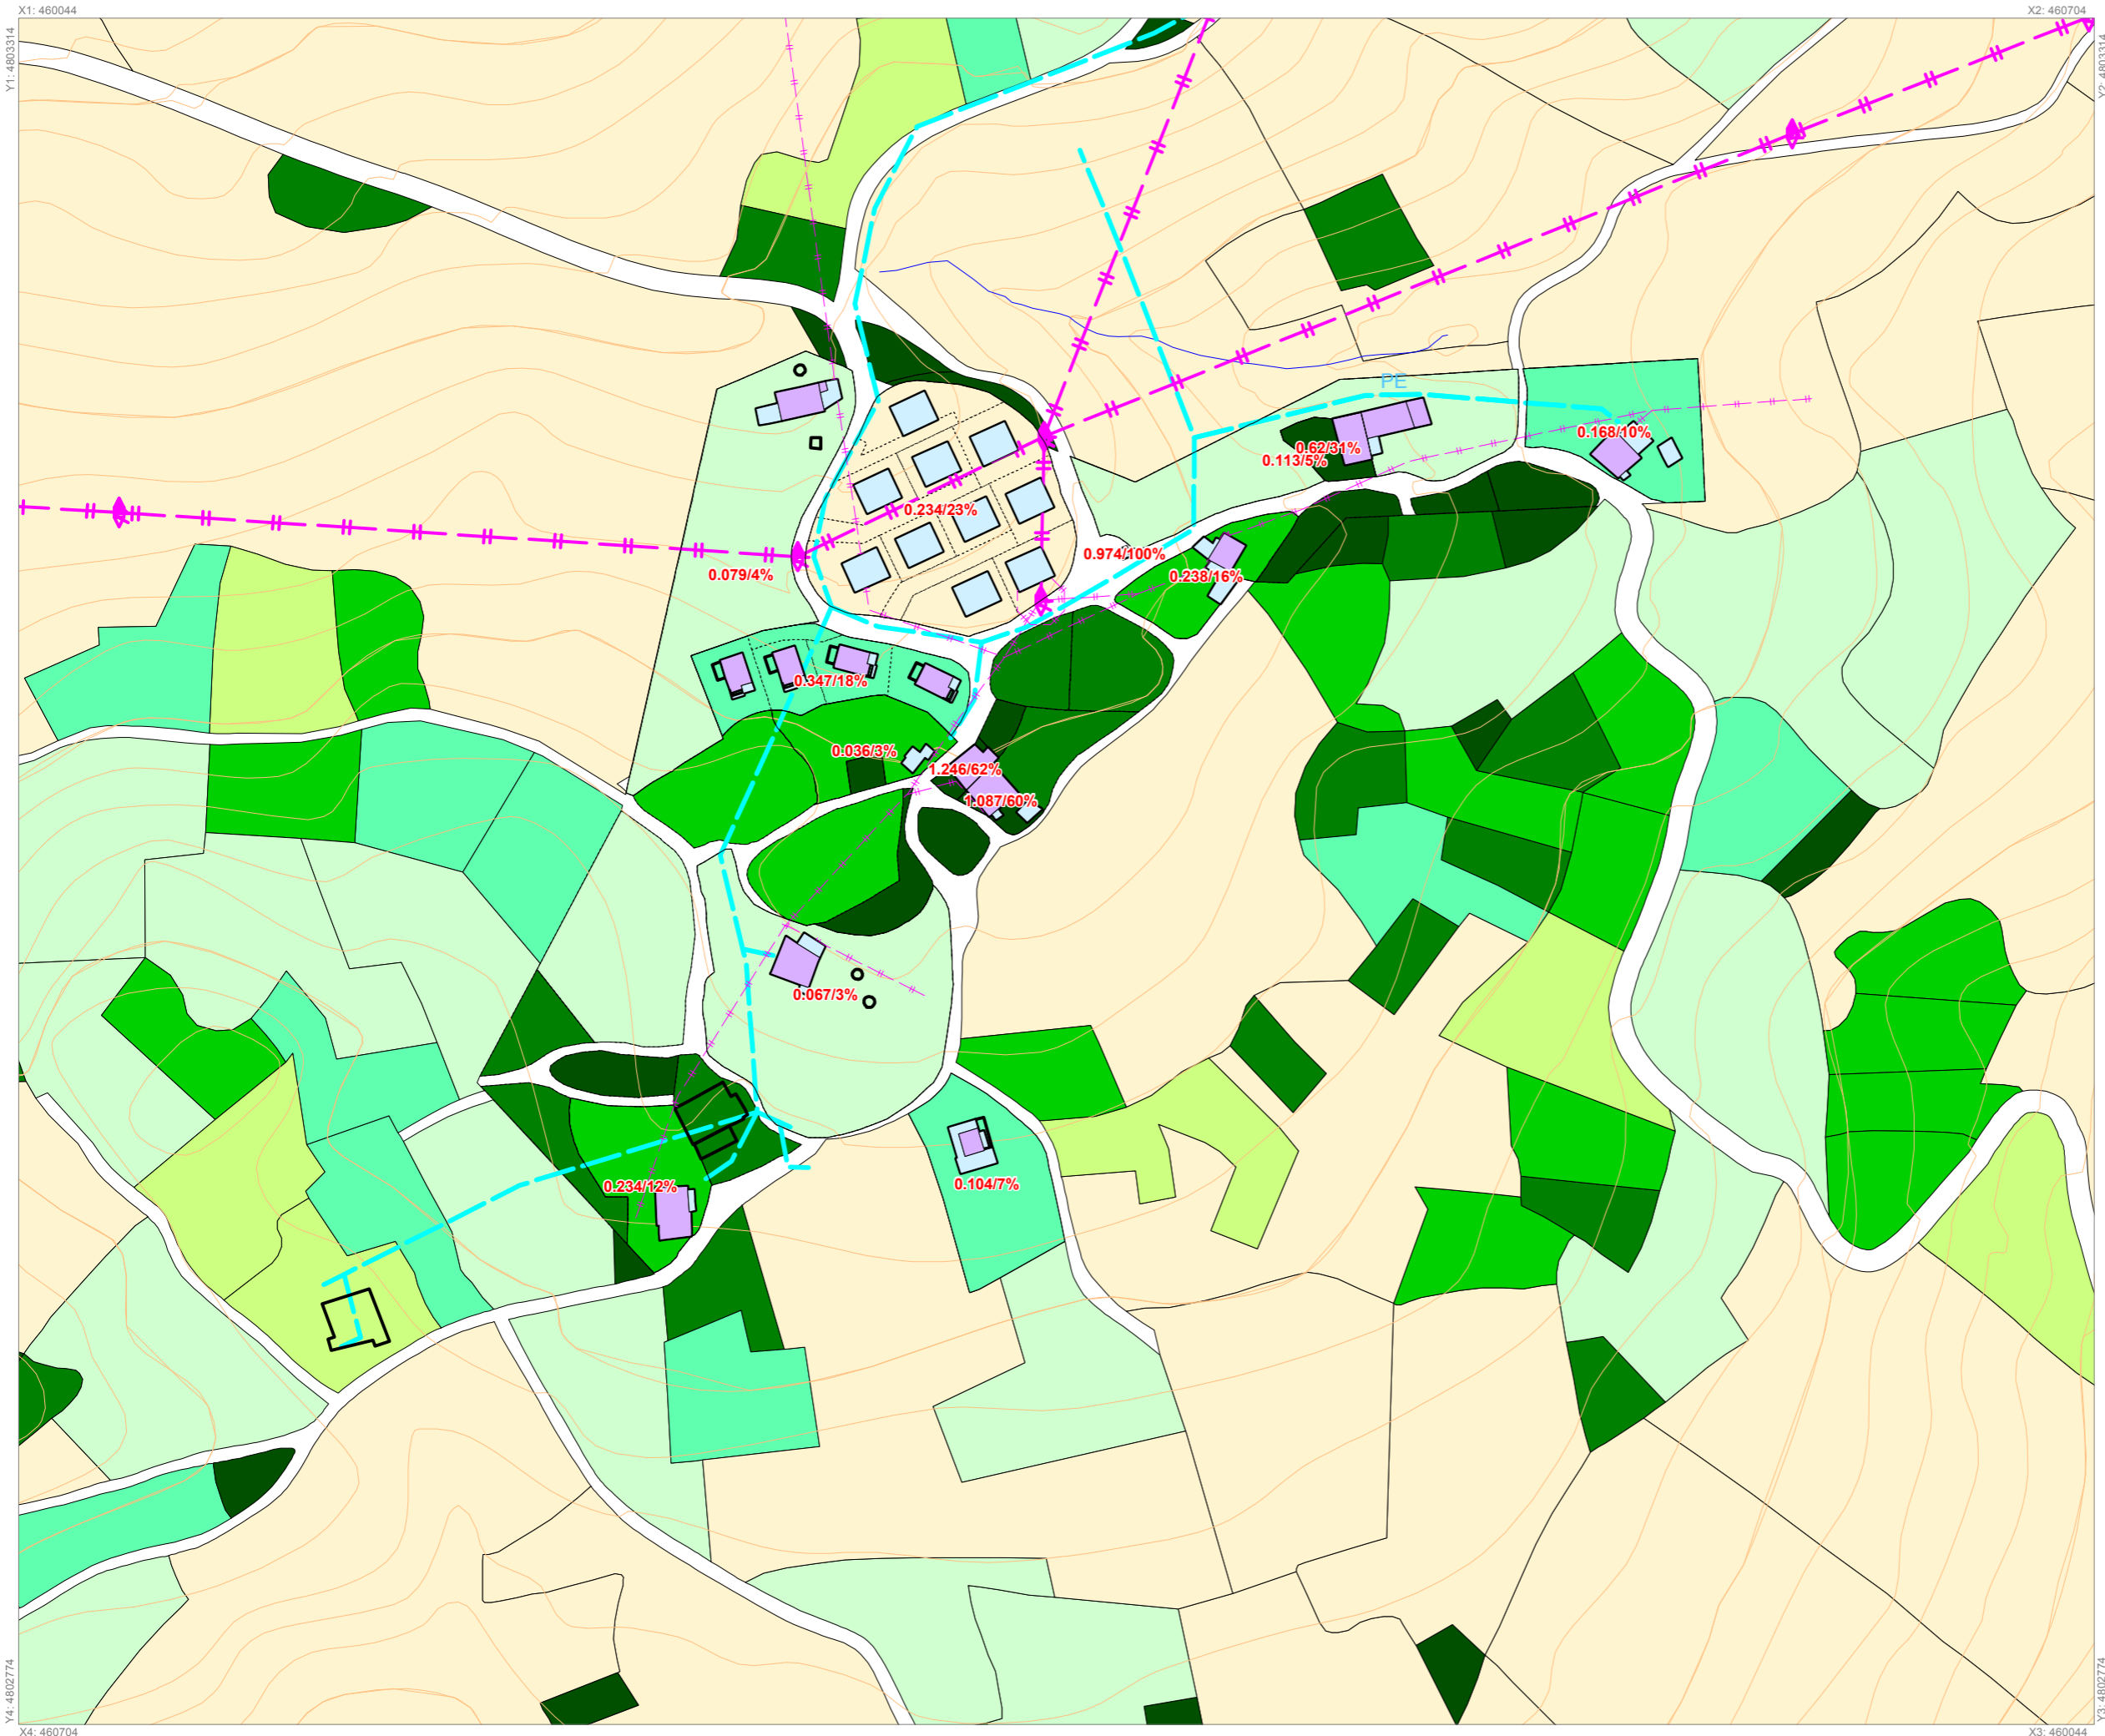 X1: 460044
X2: 460704
Y1: 4803314
Y2: 4803314
PE
0.168/10%
0.62/31%
0.113/5%
0.234/23%
0.974/100%
0.079/4%
0.238/16%
0.347/18%
0.036/3%
1.246/62%
1.087/60%
0.067/3%
0.104/7%
0.234/12%
Y4: 4802774
Y3: 4802774
X4: 460704
X3: 460044